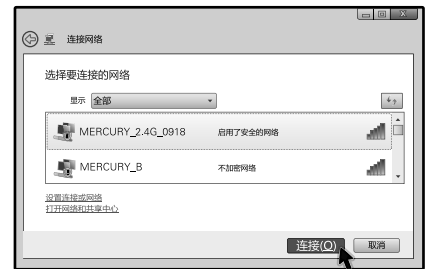 连接网络
选择要连接的网络
显示 全部
MERCURY_2.4G_0918 启用了安全的网络
MERCURY_B 不加密网络
设置连接或网络
打开网络和共享中心
连接(O) 取消